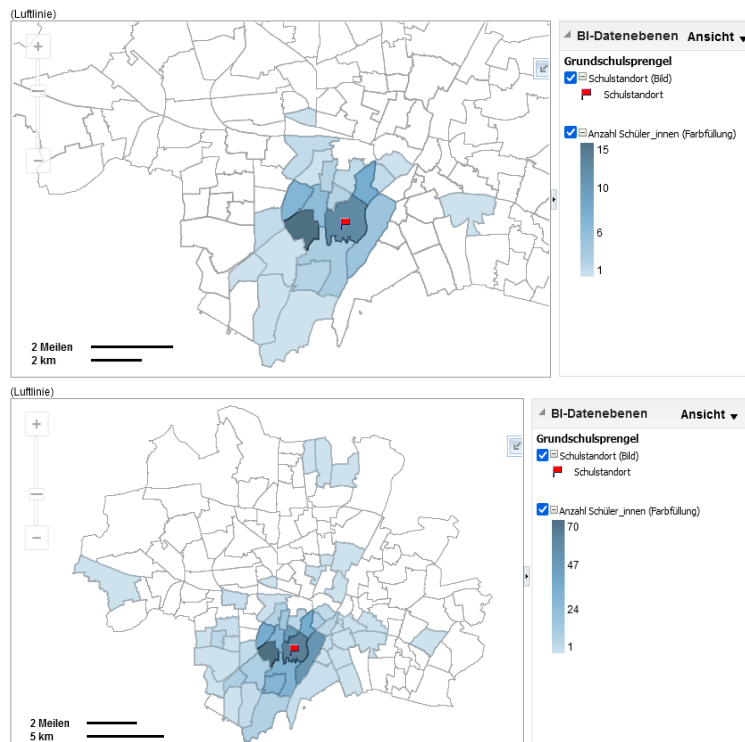 (Luftlinie)
BI-Datenebenen Ansicht
Grundschulsprengel
Schulstandort (Bild)
Schulstandort
Anzahl Schüler_innen (Farbfüllung)
15
10
6
1
2 Meilen
2 km
(Luftlinie)
BI-Datenebenen Ansicht
Grundschulsprengel
Schulstandort (Bild)
Schulstandort
Anzahl Schüler_innen (Farbfüllung)
70
47
24
1
2 Meilen
5 km